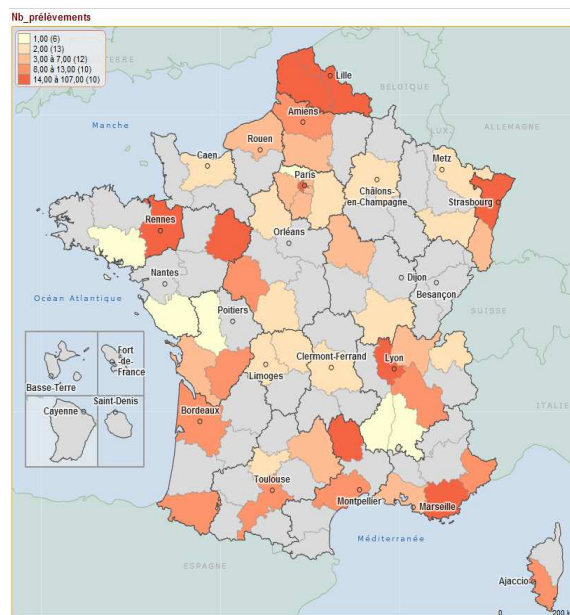 Nb_prélèvements
1,00 (6)
2,00 (13)
3,00 à 7,00 (12)
8,00 à 13,00 (10)
14,00 à 107,00 (10)
Lille
BELGIQUE
Amiens
Manche
LUX
ALLEMAGNE
Rouen
Caen
Metz
Paris
Châlons-
en-Champagne
Strasbourg
Rennes
Orléans
Nantes
Dijon
Besançon
Océan Atlantique
SUISSE
Poitiers
Fort
-de-
France
Basse-Terre
Clermont-Ferrand
Lyon
Limoges
Cayenne
Saint-Denis
ITALIE
Bordeaux
Toulouse
Montpellier
Marseille
Méditerranée
ESPAGNE
Ajaccio
0